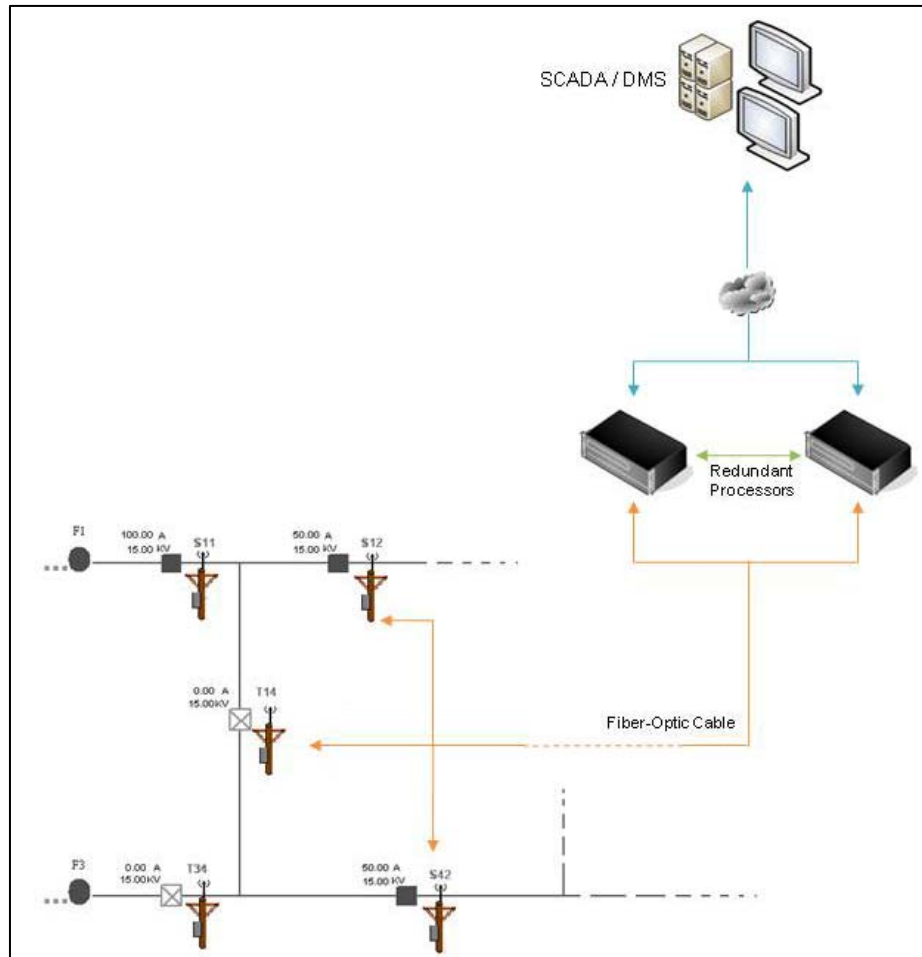 SCADA / DMS
Redundant
Processors
F1
100.00 A
15.00 KV
S11
50.00 A
15.00 KV
S12
0.00 A
15.00KV
T14
Fiber-Optic Cable
F3
0.00 A
15.00KV
T34
50.00 A
15.00 KV
S42